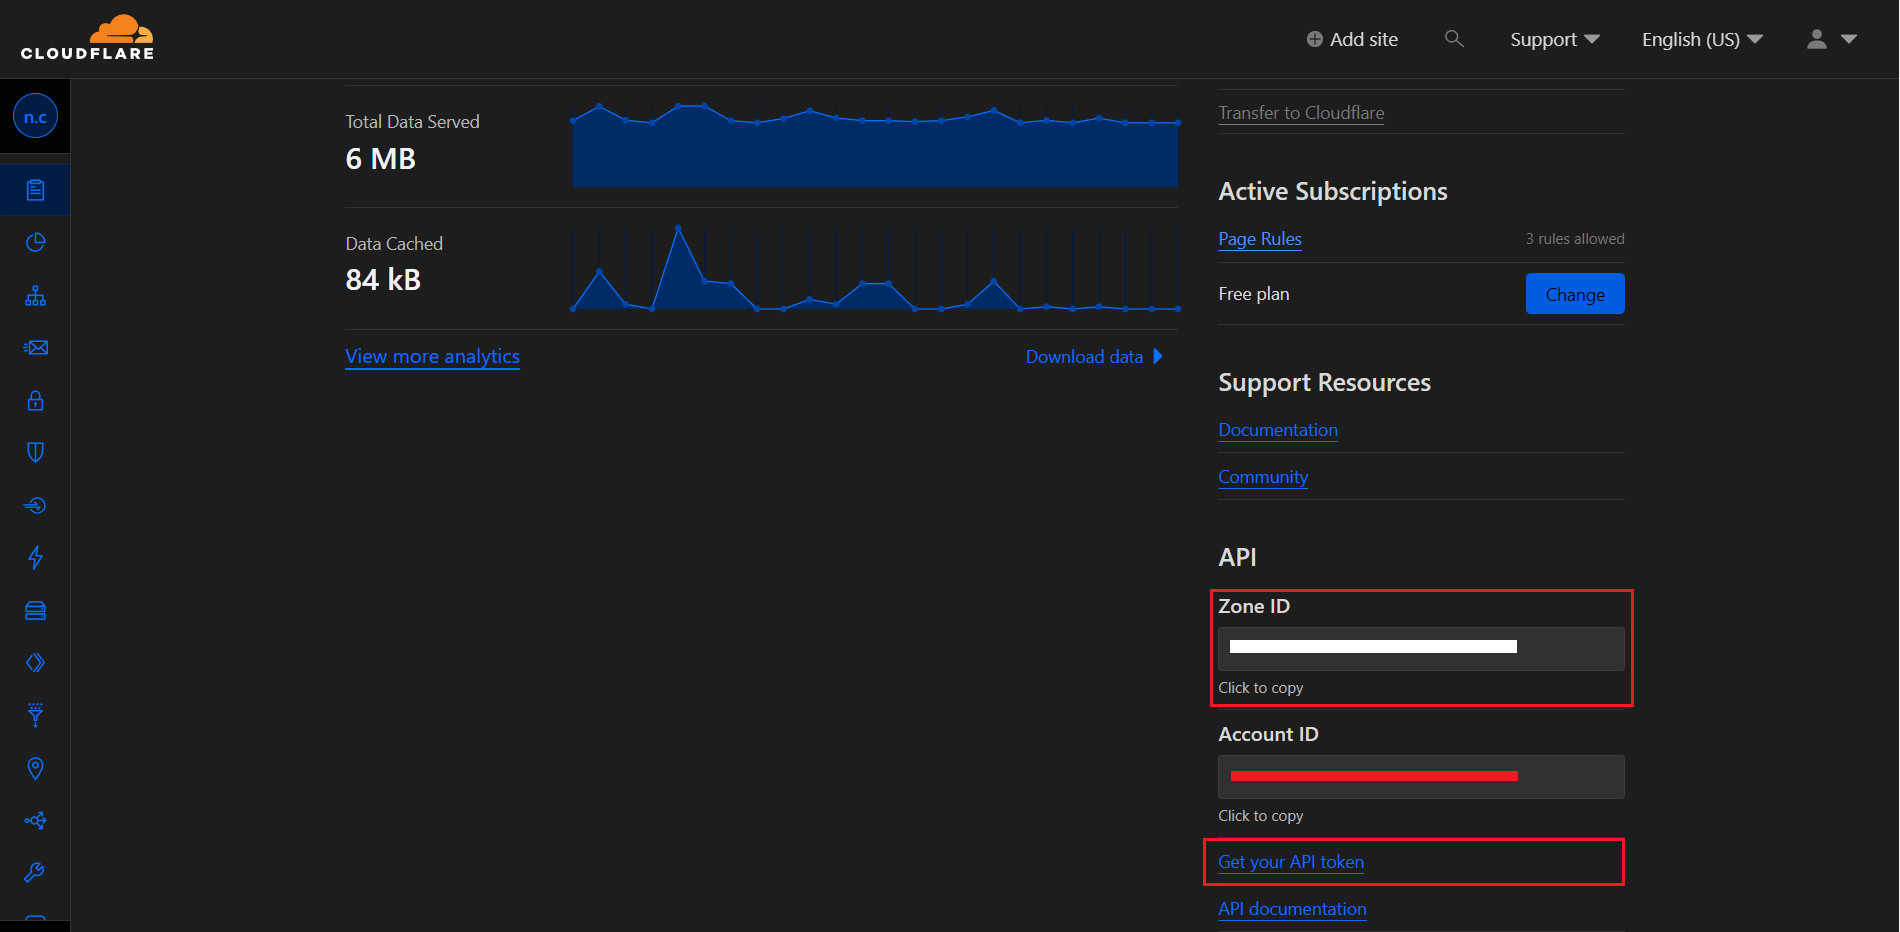 CLOUDFLARE
Add site
Support
English (US)
n.c
Total Data Served
6 MB
Data Cached
84 kB
View more analytics
Download data
Transfer to Cloudflare
Active Subscriptions
Page Rules
3 rules allowed
Free plan
Change
Support Resources
Documentation
Community
API
Zone ID
Click to copy
Account ID
Click to copy
Get your API token
API documentation